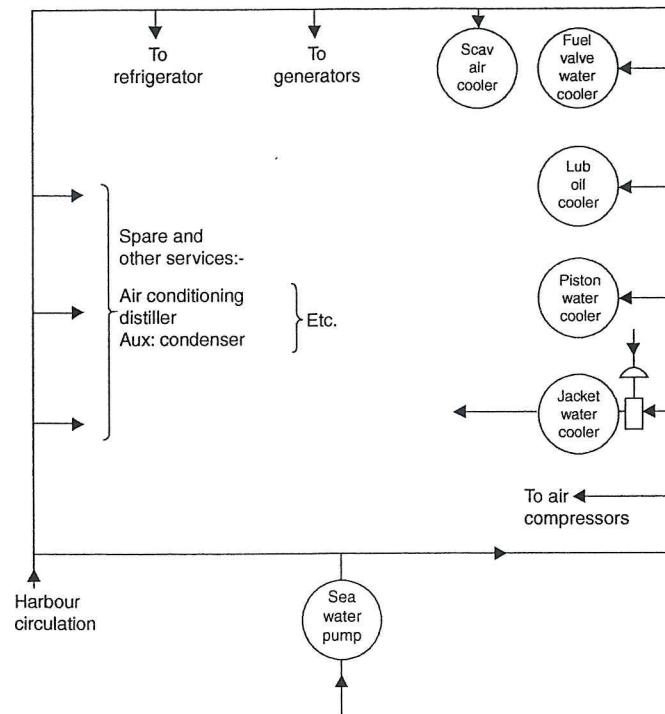 To
refrigerator
To
generators
Scav
air
cooler
Fuel
valve
water
cooler
Lub
oil
cooler
Spare and
other services:-
Air conditioning
distiller
Aux: condenser
Etc.
Piston
water
cooler
Jacket
water
cooler
To air
compressors
Harbour
circulation
Sea
water
pump